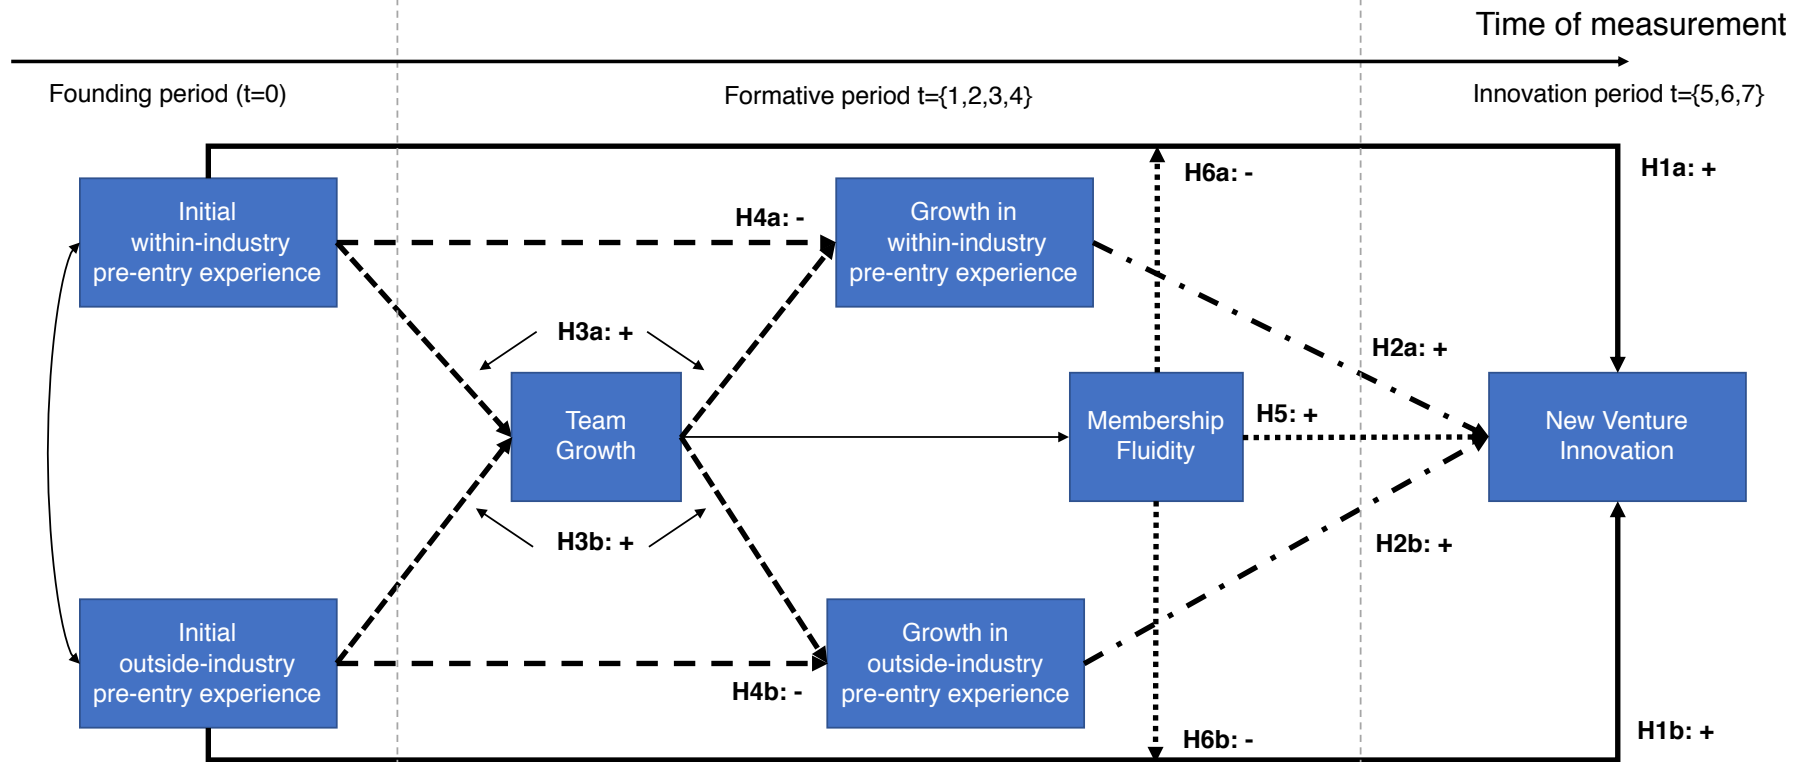 Time of measurement
Founding period (t=0)
Formative period t={1,2,3,4}
Innovation period t={5,6,7}
H1a: +
H6a: -
Initial
within-industry
pre-entry experience
H4a: -
Growth in
within-industry
pre-entry experience
H3a: +
H2a: +
Team
Growth
Membership
Fluidity
H5: +
New Venture
Innovation
H3b: +
H2b: +
Initial
outside-industry
pre-entry experience
H4b: -
Growth in
outside-industry
pre-entry experience
H6b: -
H1b: +